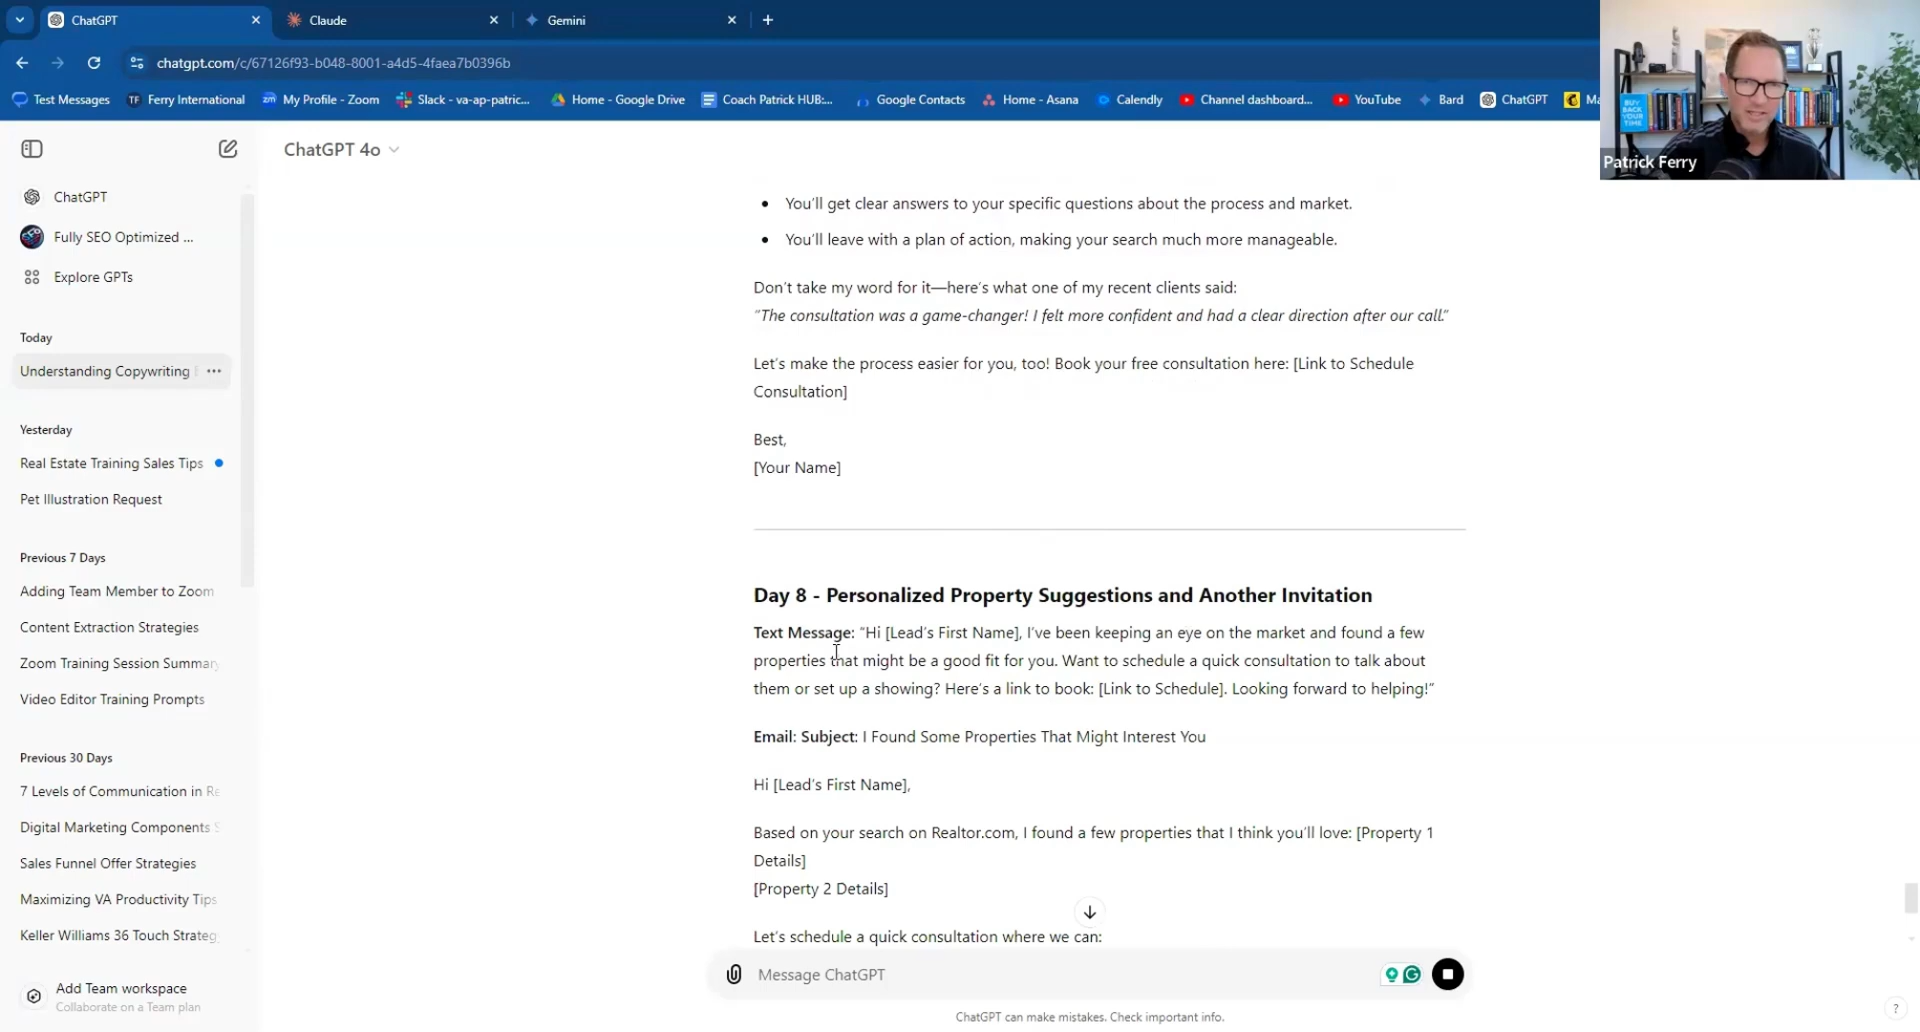 ChatGPT
Claude
Gemini
chatgpt.com/c/67126f93-b048-8001-a4d5-4faea7b0396b
Test Messages
Ferry International
My Profile - Zoom
Slack - va-ap-patric...
Home - Google Drive
Coach Patrick HUB:...
Google Contacts
Home - Asana
Calendly
Channel dashboard...
YouTube
Bard
ChatGPT
Ma
BUY BACK YOUR TIME
Patrick Ferry
ChatGPT
Fully SEO Optimized ...
Explore GPTs
Today
Understanding Copywriting
Yesterday
Real Estate Training Sales Tips
Pet Illustration Request
Previous 7 Days
Adding Team Member to Zoom
Content Extraction Strategies
Zoom Training Session Summary
Video Editor Training Prompts
Previous 30 Days
7 Levels of Communication in Re
Digital Marketing Components S
Sales Funnel Offer Strategies
Maximizing VA Productivity Tips
Keller Williams 36 Touch Strateg
Add Team workspace
Collaborate on a Team plan
ChatGPT 4o
• You’ll get clear answers to your specific questions about the process and market.
• You’ll leave with a plan of action, making your search much more manageable.
Don’t take my word for it—here’s what one of my recent clients said:
“The consultation was a game-changer! I felt more confident and had a clear direction after our call.”
Let’s make the process easier for you, too! Book your free consultation here: [Link to Schedule
Consultation]
Best,
[Your Name]
Day 8 - Personalized Property Suggestions and Another Invitation
Text Message: “Hi [Lead’s First Name], I’ve been keeping an eye on the market and found a few
properties that might be a good fit for you. Want to schedule a quick consultation to talk about
them or set up a showing? Here’s a link to book: [Link to Schedule]. Looking forward to helping!”
Email: Subject: I Found Some Properties That Might Interest You
Hi [Lead’s First Name],
Based on your search on Realtor.com, I found a few properties that I think you’ll love: [Property 1
Details]
[Property 2 Details]
Let’s schedule a quick consultation where we can:
Message ChatGPT
ChatGPT can make mistakes. Check important info.
?